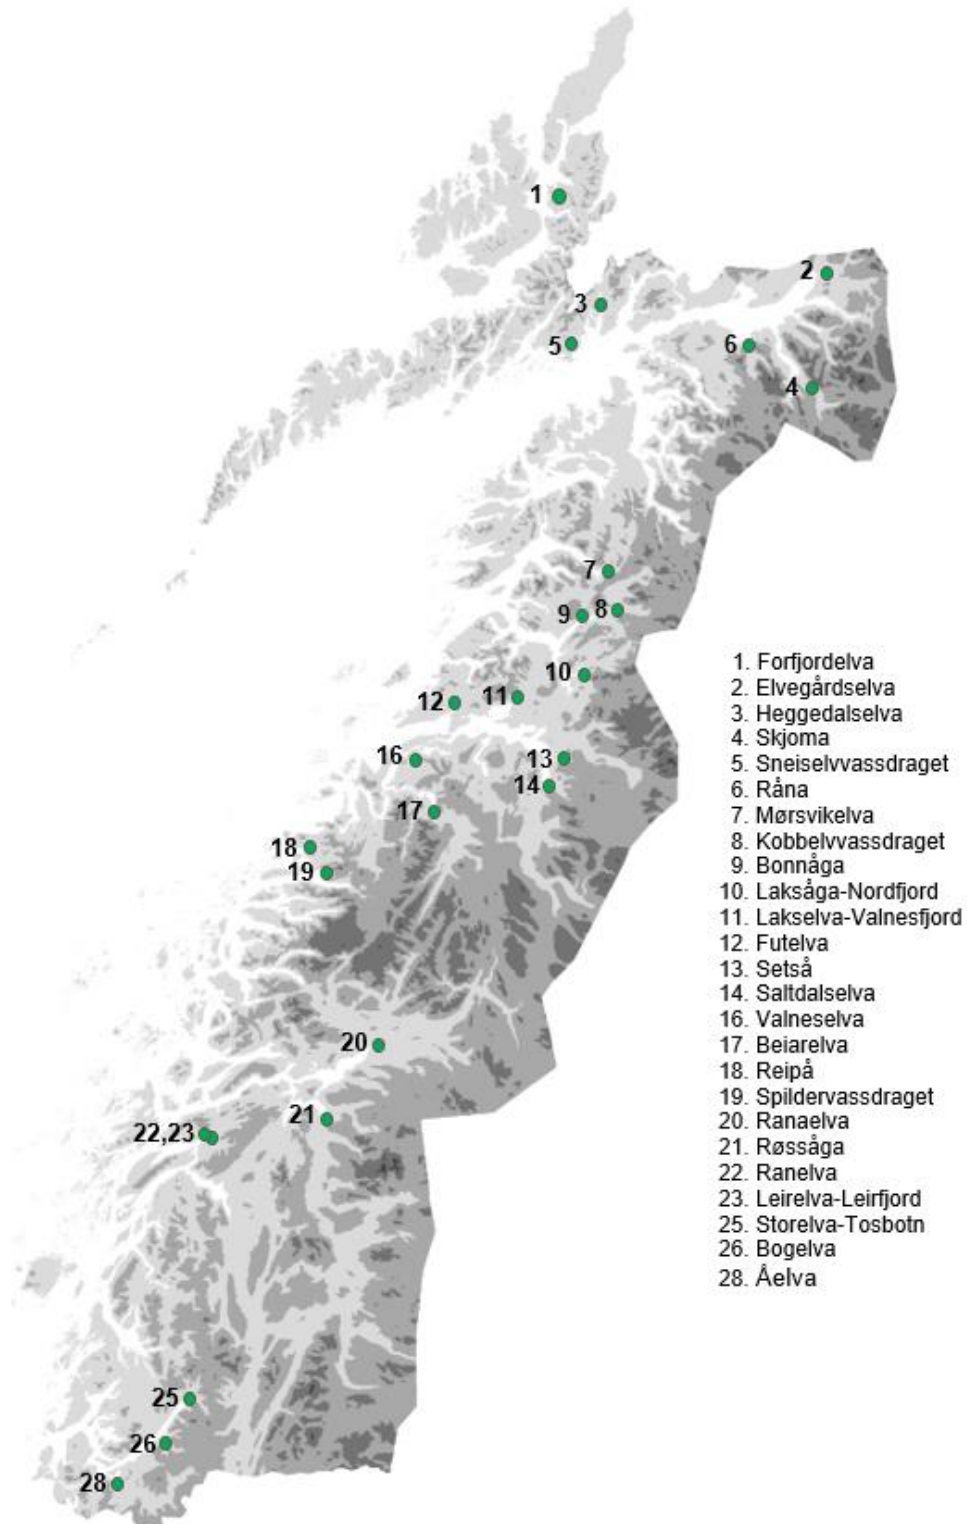 1
2
3
5
6
4
7
9
8
10
11
12
16
13
14
17
18
19
20
21
22,23
25
26
28
1. Forfjordelva
2. Elvegårdselva
3. Heggedalselva
4. Skjoma
5. Sneiselvvassdraget
6. Råna
7. Mørsvikelva
8. Kobbelvvassdraget
9. Bonnåga
10. Laksåga-Nordfjord
11. Lakselva-Valnesfjord
12. Futelva
13. Setså
14. Saltdalselva
16. Valneselva
17. Beiarelva
18. Reipå
19. Spildervassdraget
20. Ranaelva
21. Røssåga
22. Ranelva
23. Leirelva-Leirfjord
25. Storelva-Tosbotn
26. Bogelva
28. Åelva